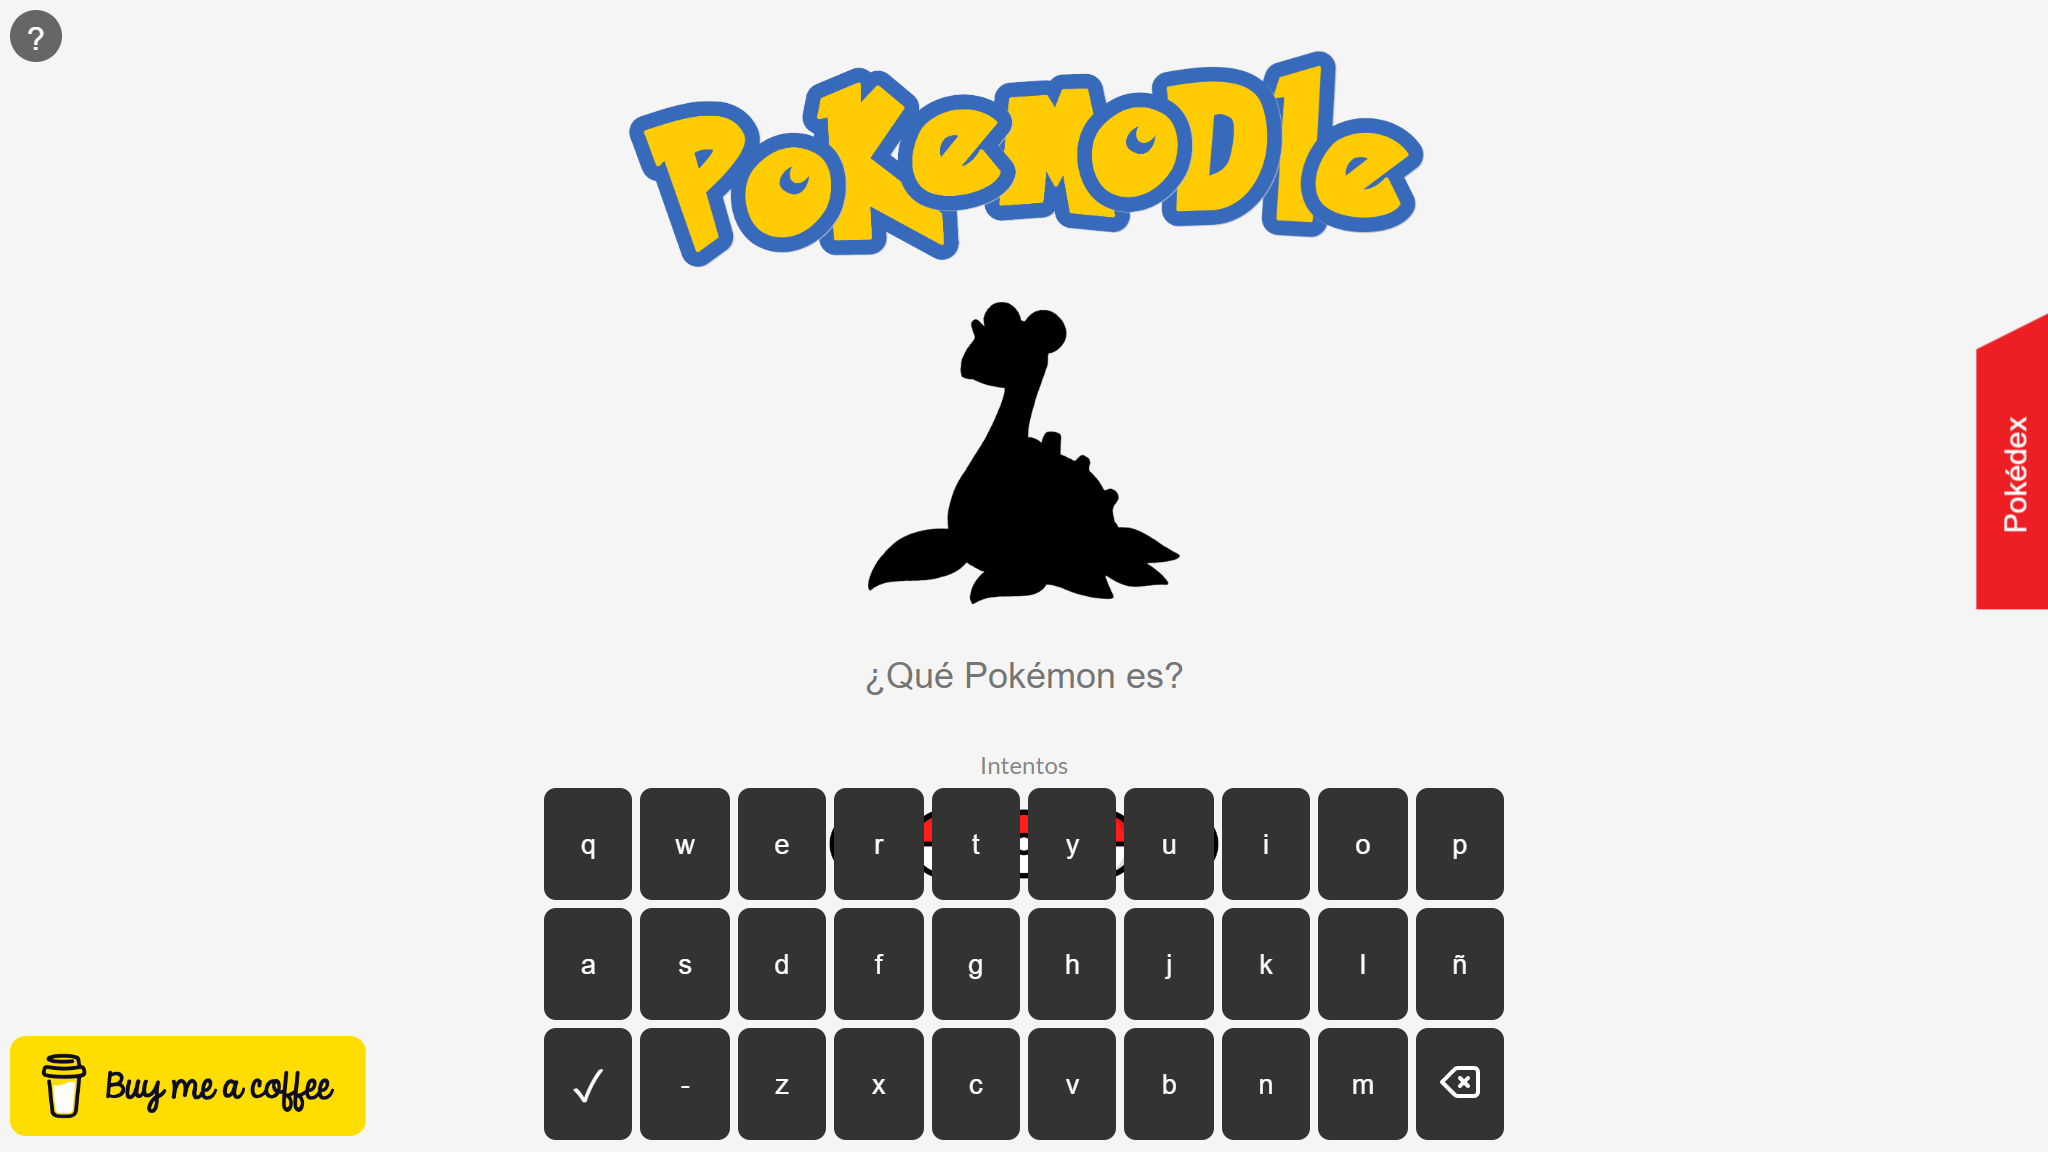 ?
PoKeMoDle
Pokédex
¿Qué Pokémon es?
Intentos
q w e r t y u i o p
a s d f g h j k l ñ
✓ - z x c v b n m
Buy me a coffee